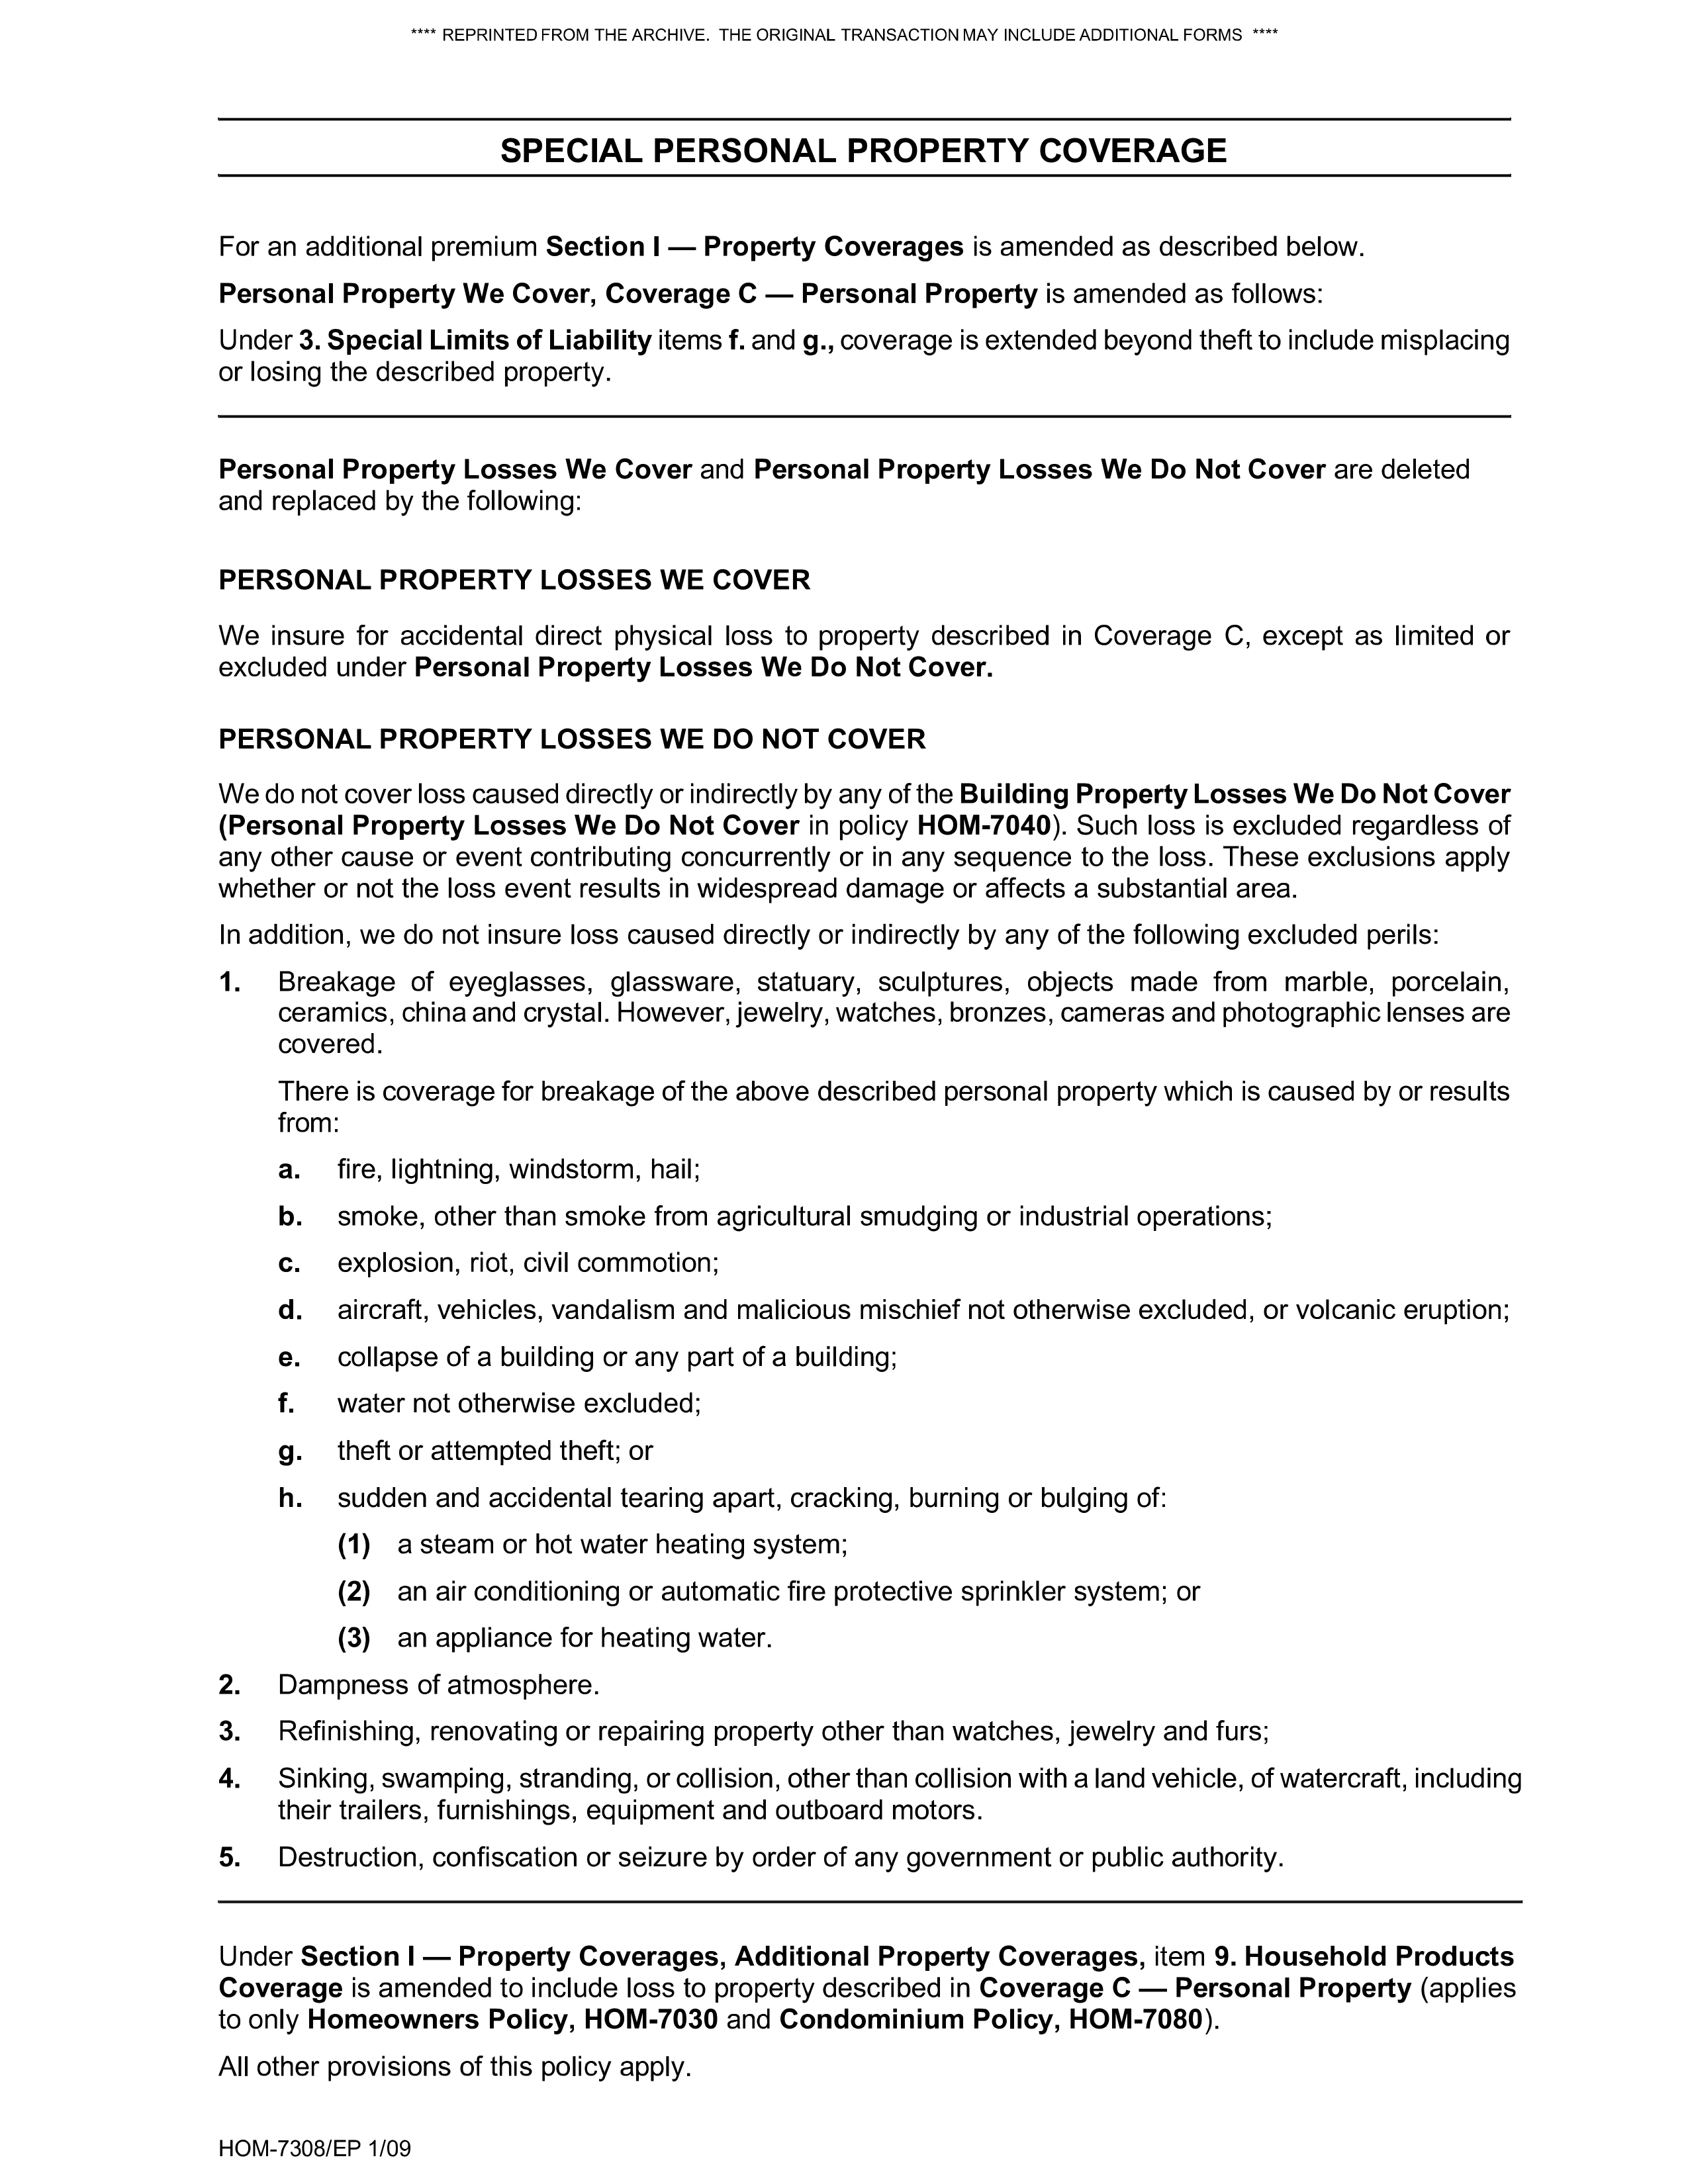 **** REPRINTED FROM THE ARCHIVE. THE ORIGINAL TRANSACTION MAY INCLUDE ADDITIONAL FORMS ****
SPECIAL PERSONAL PROPERTY COVERAGE
For an additional premium Section I — Property Coverages is amended as described below.
Personal Property We Cover, Coverage C — Personal Property is amended as follows:
Under 3. Special Limits of Liability items f. and g., coverage is extended beyond theft to include misplacing
or losing the described property.
Personal Property Losses We Cover and Personal Property Losses We Do Not Cover are deleted
and replaced by the following:
PERSONAL PROPERTY LOSSES WE COVER
We insure for accidental direct physical loss to property described in Coverage C, except as limited or
excluded under Personal Property Losses We Do Not Cover.
PERSONAL PROPERTY LOSSES WE DO NOT COVER
We do not cover loss caused directly or indirectly by any of the Building Property Losses We Do Not Cover
(Personal Property Losses We Do Not Cover in policy HOM-7040). Such loss is excluded regardless of
any other cause or event contributing concurrently or in any sequence to the loss. These exclusions apply
whether or not the loss event results in widespread damage or affects a substantial area.
In addition, we do not insure loss caused directly or indirectly by any of the following excluded perils:
1. Breakage of eyeglasses, glassware, statuary, sculptures, objects made from marble, porcelain,
ceramics, china and crystal. However, jewelry, watches, bronzes, cameras and photographic lenses are
covered.
There is coverage for breakage of the above described personal property which is caused by or results
from:
a. fire, lightning, windstorm, hail;
b. smoke, other than smoke from agricultural smudging or industrial operations;
c. explosion, riot, civil commotion;
d. aircraft, vehicles, vandalism and malicious mischief not otherwise excluded, or volcanic eruption;
e. collapse of a building or any part of a building;
f. water not otherwise excluded;
g. theft or attempted theft; or
h. sudden and accidental tearing apart, cracking, burning or bulging of:
(1) a steam or hot water heating system;
(2) an air conditioning or automatic fire protective sprinkler system; or
(3) an appliance for heating water.
2. Dampness of atmosphere.
3. Refinishing, renovating or repairing property other than watches, jewelry and furs;
4. Sinking, swamping, stranding, or collision, other than collision with a land vehicle, of watercraft, including
their trailers, furnishings, equipment and outboard motors.
5. Destruction, confiscation or seizure by order of any government or public authority.
Under Section I — Property Coverages, Additional Property Coverages, item 9. Household Products
Coverage is amended to include loss to property described in Coverage C — Personal Property (applies
to only Homeowners Policy, HOM-7030 and Condominium Policy, HOM-7080).
All other provisions of this policy apply.
HOM-7308/EP 1/09